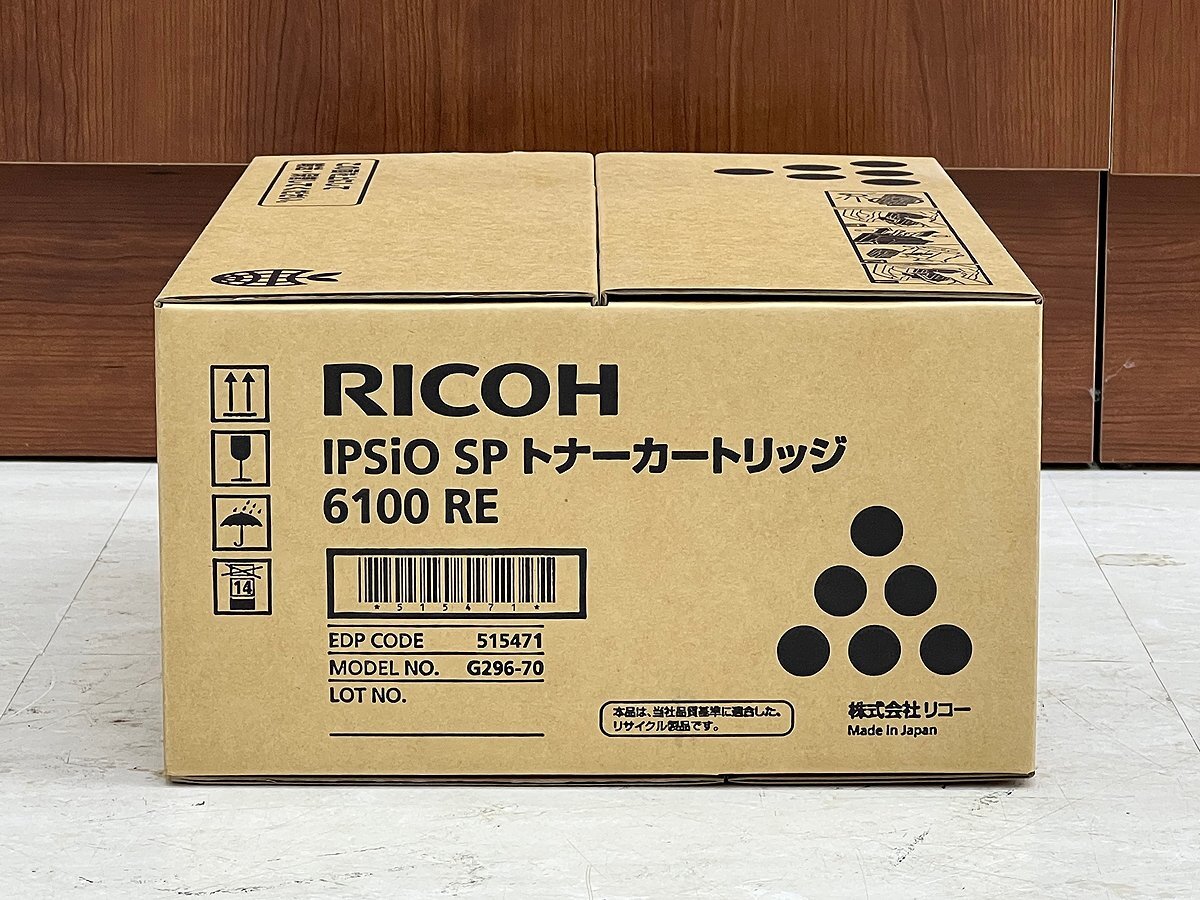 RICOH
IPSiO SP トナーカートリッジ
6100 RE
14
*515471*
EDP CODE 515471
MODEL NO. G296-70
LOT NO.
本品は、当社品質基準に適合した。
リサイクル製品です。
株式会社リコー
Made in Japan